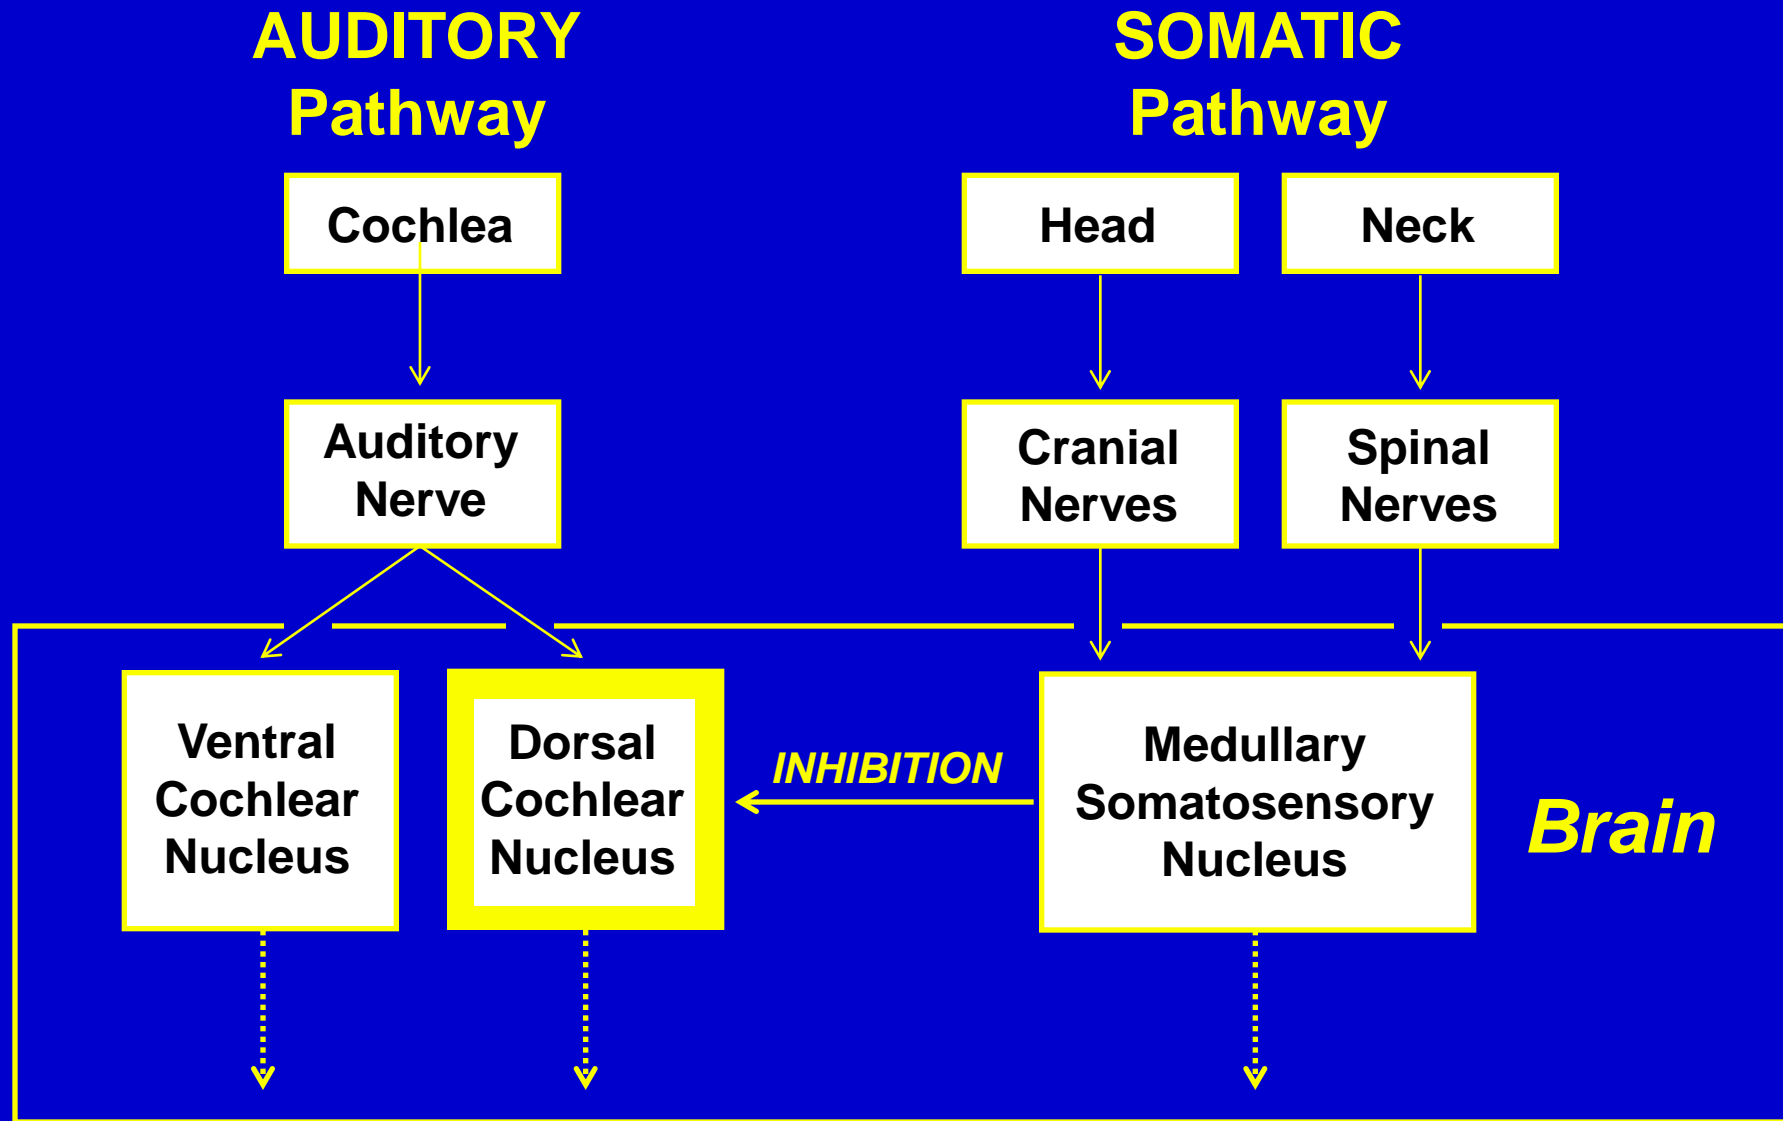 AUDITORY
Pathway
SOMATIC
Pathway
Cochlea
Head
Neck
Auditory
Nerve
Cranial
Nerves
Spinal
Nerves
Ventral
Cochlear
Nucleus
Dorsal
Cochlear
Nucleus
INHIBITION
Medullary
Somatosensory
Nucleus
Brain